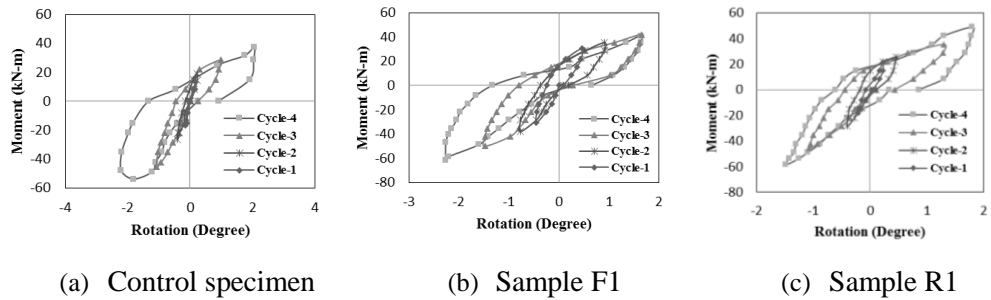 Moment (kN-m)
60
40
20
0
-20
-40
-60
-4
-2
0
2
4
Rotation (Degree)
Cycle-4
Cycle-3
Cycle-2
Cycle-1
(a) Control specimen
Moment (kN-m)
60
40
20
0
-20
-40
-60
-80
-3
-2
-1
0
1
2
Rotation (Degree)
Cycle-4
Cycle-3
Cycle-2
Cycle-1
(b) Sample F1
Moment (kN-m)
60
40
20
0
-20
-40
-60
-80
-2
-1
0
1
2
Rotation (Degree)
Cycle-4
Cycle-3
Cycle-2
Cycle-1
(c) Sample R1